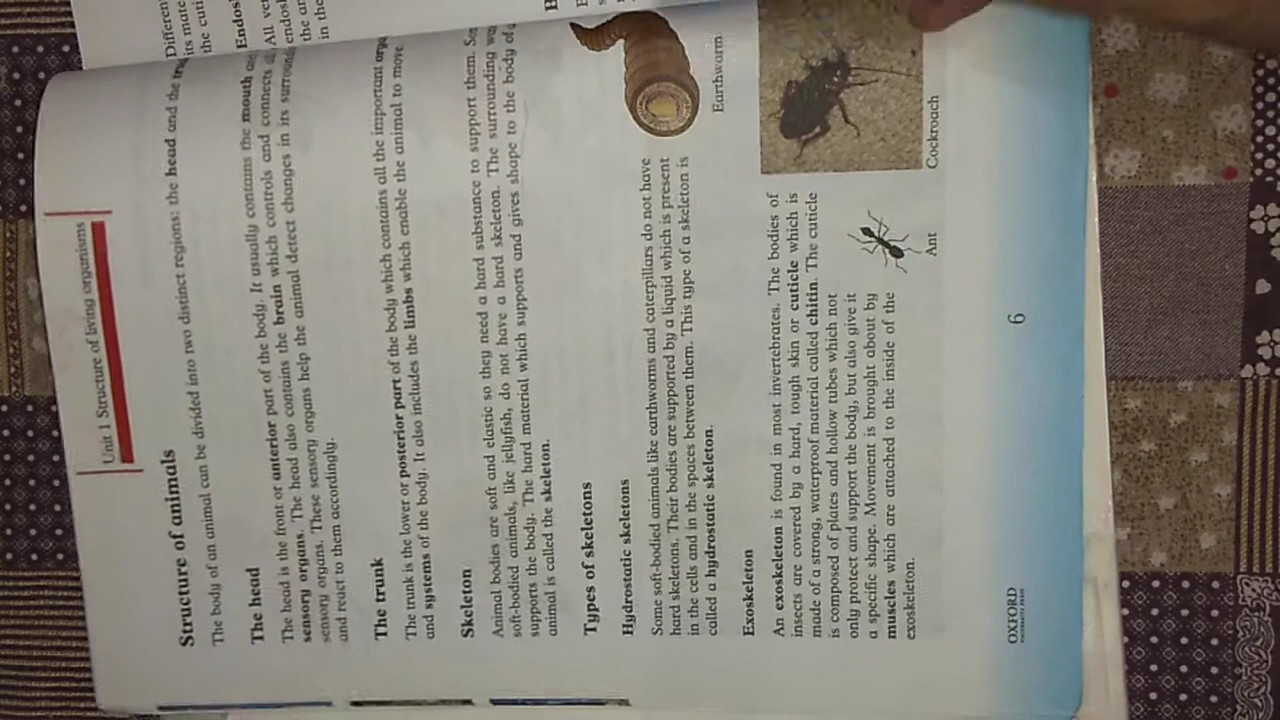 Unit 1 Structure of living organisms
Structure of animals
The body of an animal can be divided into two distinct regions: the head and the
The head
The head is the front or anterior part of the body. It usually contains the mouth
sensory organs. The head also contains the brain which controls and connects
sensory organs. These sensory organs help the animal detect changes in its
and react to them accordingly.
The trunk
The trunk is the lower or posterior part of the body which contains all the important
and systems of the body. It also includes the limbs which enable the animal to move
Skeleton
Animal bodies are soft and elastic so they need a hard substance to support them.
soft-bodied animals, like jellyfish, do not have a hard skeleton. The surrounding
supports the body. The hard material which supports and gives shape to the body of
animal is called the skeleton.
Types of skeletons
Hydrostatic skeletons
Some soft-bodied animals like earthworms and caterpillars do not have
hard skeletons. Their bodies are supported by a liquid which is present
in the cells and in the spaces between them. This type of a skeleton is
called a hydrostatic skeleton.
Earthwarm
Exoskeleton
An exoskeleton is found in most invertebrates. The bodies of
insects are covered by a hard, tough skin or cuticle which is
made of a strong, waterproof material called chitin. The cuticle
is composed of plates and hollow tubes which not
only protect and support the body, but also give it
a specific shape. Movement is brought about by
muscles which are attached to the inside of the
exoskeleton.
Ant
Cockroach
OXFORD
UNIVERSITY PRESS
6
its
the
All
the
in the